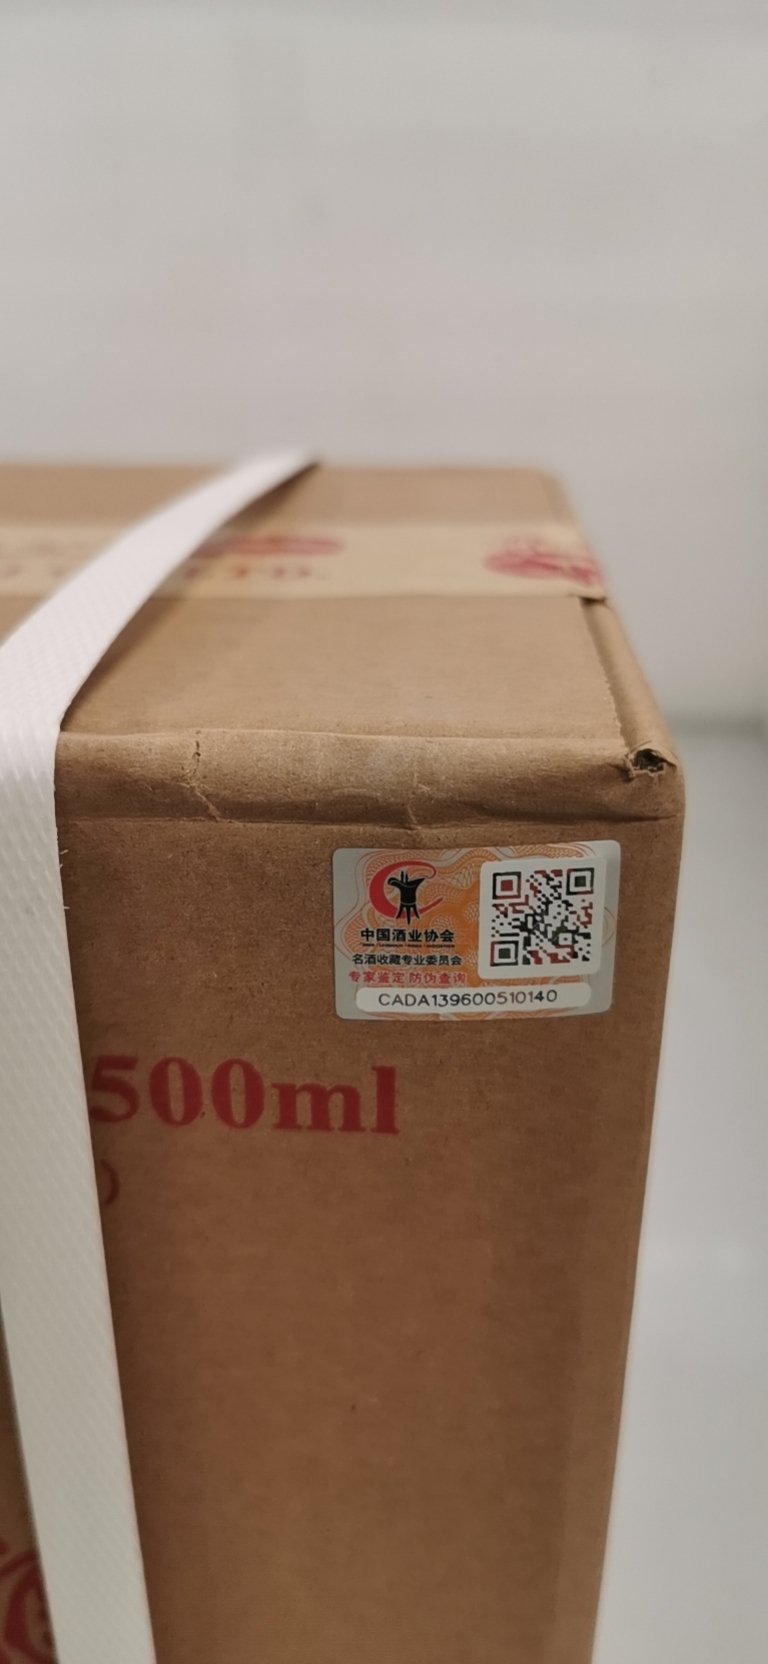 LTD.
中国酒业协会
名酒收藏专业委员会
专家鉴定 防伪查询
CADA139600510140
500ml
)